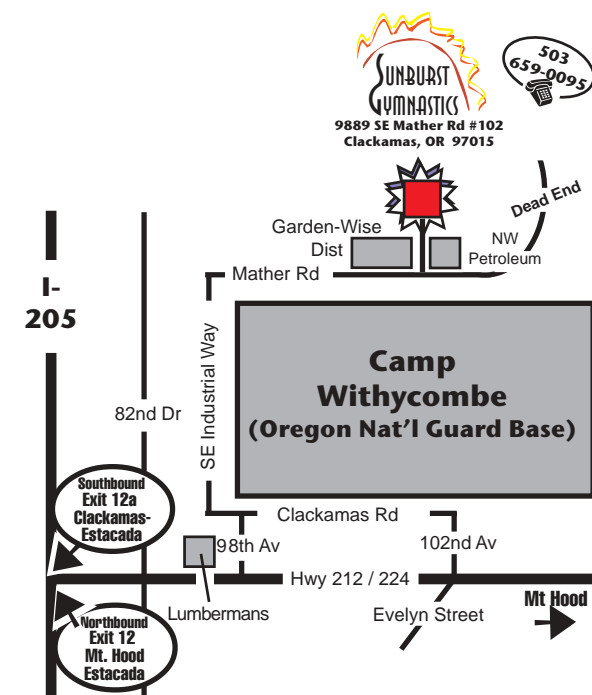 SUNBURST
GYMNASTICS
503
659-0095
9889 SE Mather Rd #102
Clackamas, OR 97015
Dead End
Garden-Wise
Dist
NW
Petroleum
Mather Rd
I-
205
SE Industrial Way
Camp
Withycombe
(Oregon Nat'l Guard Base)
82nd Dr
Southbound
Exit 12a
Clackamas-
Estacada
Clackamas Rd
98th Av
102nd Av
Hwy 212 / 224
Lumbermans
Evelyn Street
Mt Hood
Northbound
Exit 12
Mt. Hood
Estacada